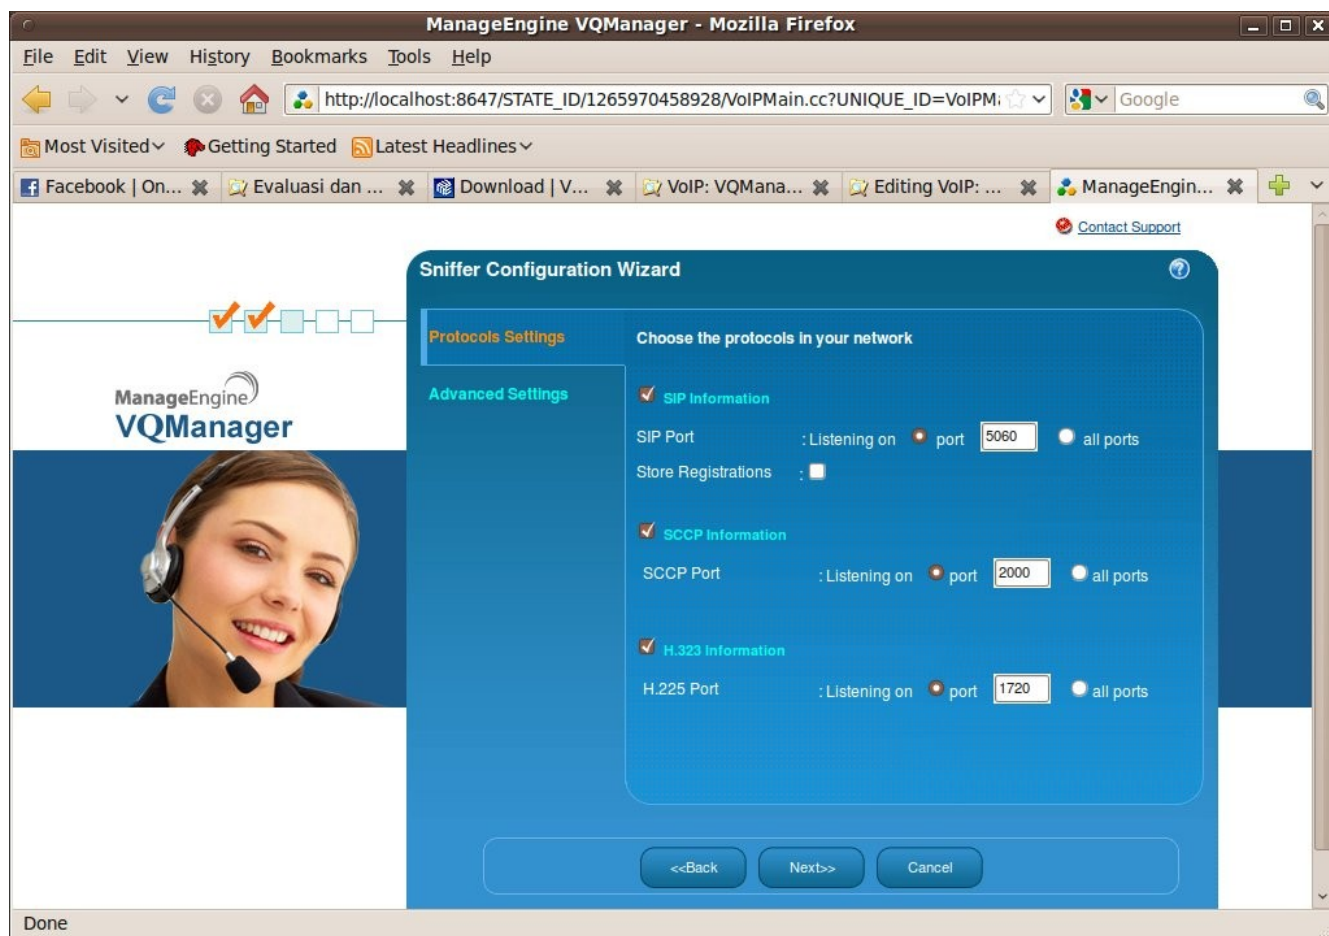 ManageEngine VQManager - Mozilla Firefox
File Edit View History Bookmarks Tools Help
http://localhost:8647/STATE_ID/1265970458928/VoIPMain.cc?UNIQUE_ID=VoIPM Google
Most Visited Getting Started Latest Headlines
Facebook | On... Evaluasi dan ... Download | V... VoIP: VQMana... Editing VoIP: ... ManageEngin...
Contact Support
Sniffer Configuration Wizard ?
Protocols Settings
Advanced Settings
ManageEngine
VQManager
Choose the protocols in your network
SIP Information
SIP Port : Listening on port 5060 all ports
Store Registrations :
SCCP Information
SCCP Port : Listening on port 2000 all ports
H.323 Information
H.225 Port : Listening on port 1720 all ports
<<Back Next>> Cancel
Done